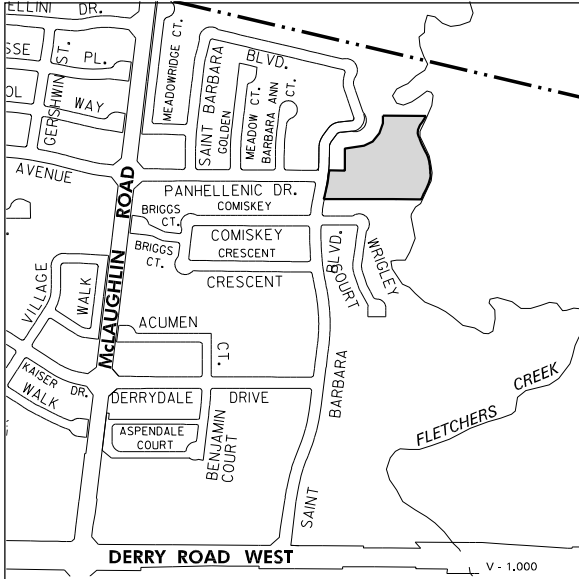 ELLINI DR.
SSE
PL.
OL
WAY
GERSHWIN ST.
AVENUE
McLAUGHLIN ROAD
MEADOWRIDGE CT.
SAINT BARBARA
BLVD.
GOLDEN
MEADOW CT.
BARBARA ANN
CT.
PANHELLENIC DR.
COMISKEY
BRIGGS
CT.
COMISKEY
CRESCENT
BRIGGS
CT.
CRESCENT
BLVD.
COURT
WRIGLEY
VILLAGE
WALK
ACUMEN
CT.
KAISER DR.
WALK
DERRYDALE DRIVE
ASPENDALE
COURT
BENJAMIN
COURT
BARBARA
SAINT
FLETCHERS CREEK
DERRY ROAD WEST
V - 1.000